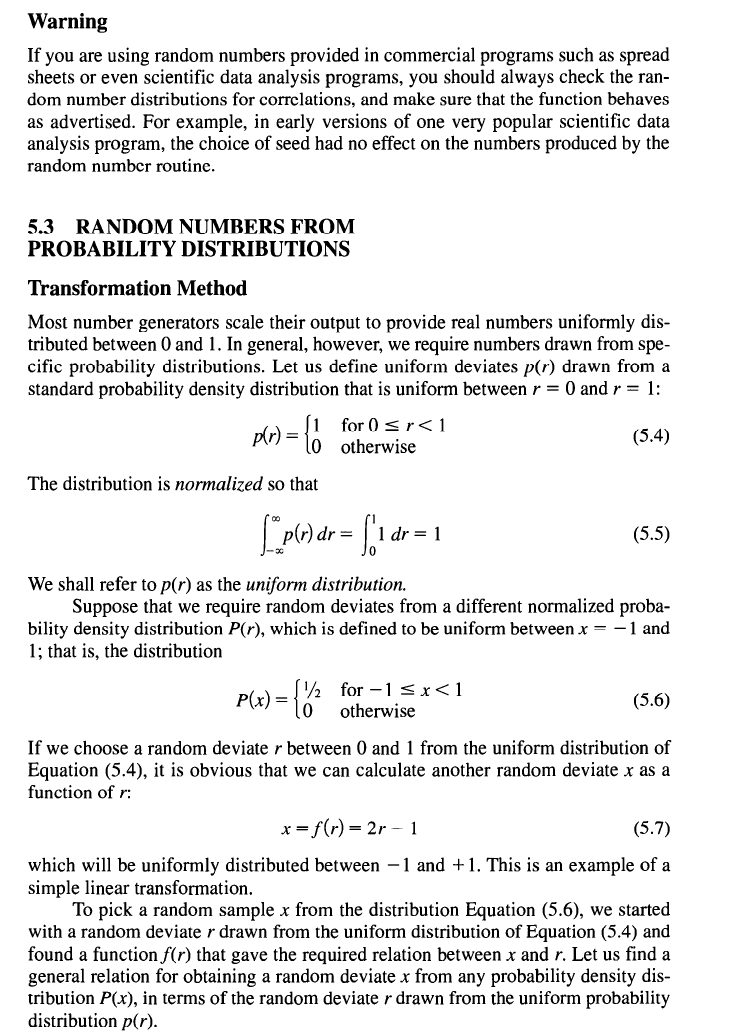 Warning
If you are using random numbers provided in commercial programs such as spread
sheets or even scientific data analysis programs, you should always check the ran-
dom number distributions for correlations, and make sure that the function behaves
as advertised. For example, in early versions of one very popular scientific data
analysis program, the choice of seed had no effect on the numbers produced by the
random number routine.
5.3 RANDOM NUMBERS FROM
PROBABILITY DISTRIBUTIONS
Transformation Method
Most number generators scale their output to provide real numbers uniformly dis-
tributed between 0 and 1. In general, however, we require numbers drawn from spe-
cific probability distributions. Let us define uniform deviates p(r) drawn from a
standard probability density distribution that is uniform between r = 0 and r = 1:
p(r) = {1 for 0 ≤ r < 1
{0 otherwise (5.4)
The distribution is normalized so that
∫_{-∞}^{∞} p(r) dr = ∫_0^1 1 dr = 1 (5.5)
We shall refer to p(r) as the uniform distribution.
Suppose that we require random deviates from a different normalized proba-
bility density distribution P(r), which is defined to be uniform between x = −1 and
1; that is, the distribution
P(x) = {½ for −1 ≤ x < 1
{0 otherwise (5.6)
If we choose a random deviate r between 0 and 1 from the uniform distribution of
Equation (5.4), it is obvious that we can calculate another random deviate x as a
function of r:
x = f(r) = 2r − 1 (5.7)
which will be uniformly distributed between −1 and +1. This is an example of a
simple linear transformation.
To pick a random sample x from the distribution Equation (5.6), we started
with a random deviate r drawn from the uniform distribution of Equation (5.4) and
found a function f(r) that gave the required relation between x and r. Let us find a
general relation for obtaining a random deviate x from any probability density dis-
tribution P(x), in terms of the random deviate r drawn from the uniform probability
distribution p(r).